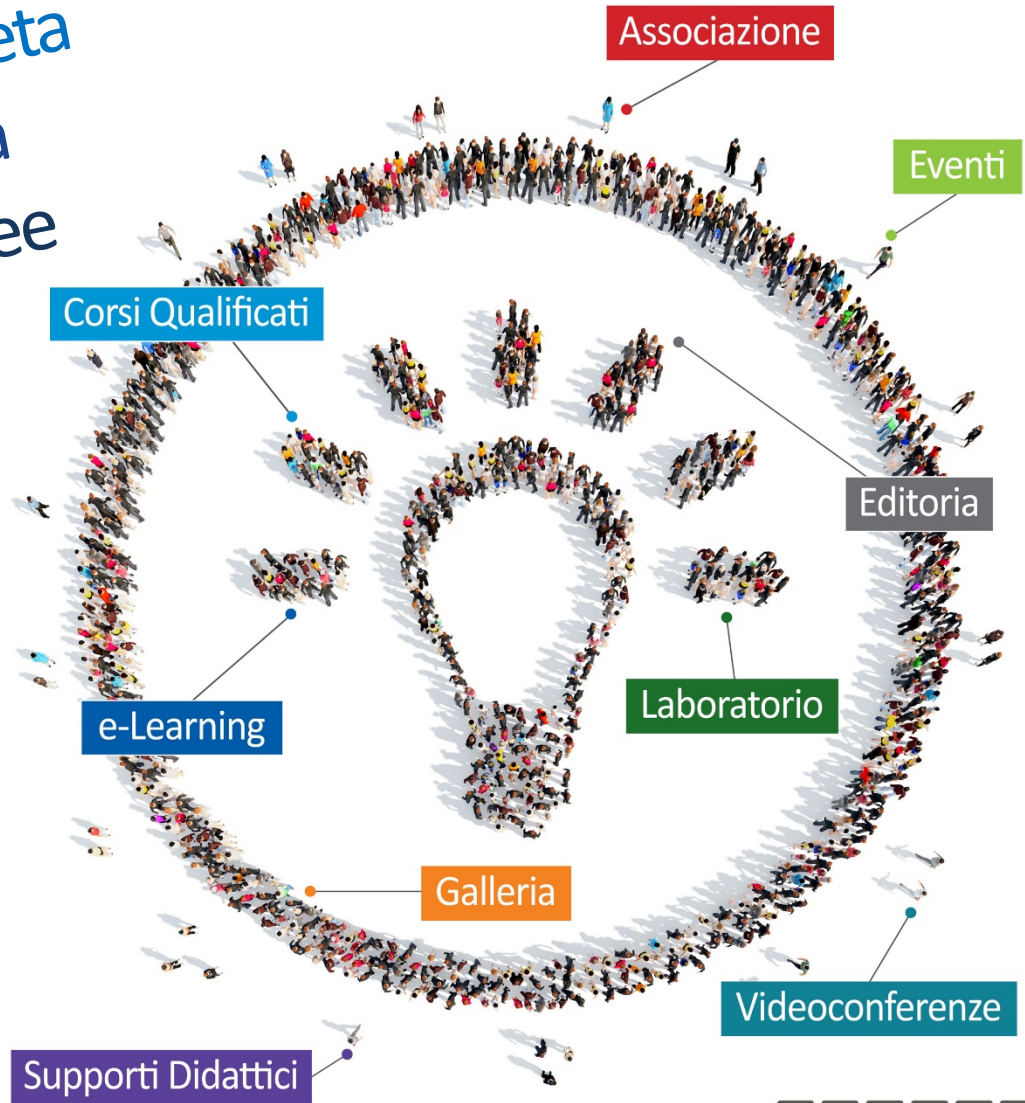 Associazione
Eventi
Corsi Qualificati
Editoria
e-Learning
Laboratorio
Galleria
Videoconferenze
Supporti Didattici